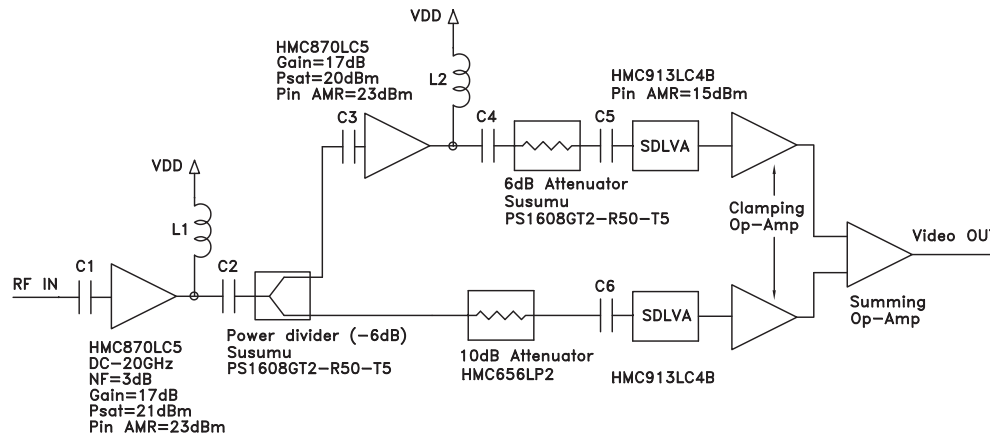 VDD
HMC870LC5
Gain=17dB
Psat=20dBm
Pin AMR=23dBm
L2
HMC913LC4B
Pin AMR=15dBm
C3
C4
C5
SDLVA
VDD
6dB Attenuator
Susumu
PS1608GT2-R50-T5
Clamping
Op-Amp
L1
Video OUT
RF IN
C1
C2
C6
SDLVA
Summing
Op-Amp
Power divider (-6dB)
Susumu
PS1608GT2-R50-T5
10dB Attenuator
HMC656LP2
HMC913LC4B
HMC870LC5
DC-20GHz
NF=3dB
Gain=17dB
Psat=21dBm
Pin AMR=23dBm